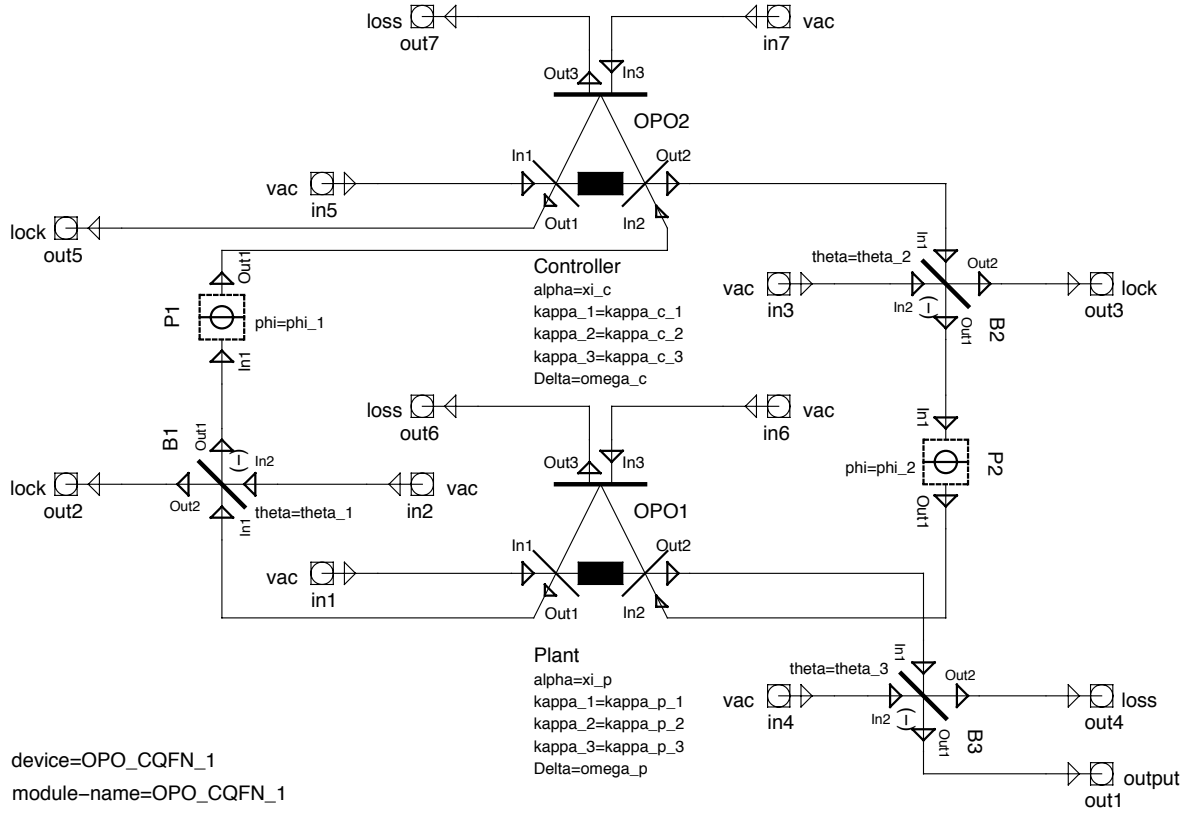 loss
out7
vac
in7
Out3
In3
OPO2
In1
Out2
vac
in5
Out1
In2
lock
out5
Out1
P1
phi=phi_1
In1
Controller
alpha=xi_c
kappa_1=kappa_c_1
kappa_2=kappa_c_2
kappa_3=kappa_c_3
Delta=omega_c
theta=theta_2
In1
Out2
vac
in3
In2
(-)
Out1
B2
lock
out3
loss
out6
vac
in6
B1
Out1
(-)
In2
lock
out2
Out2
In1
theta=theta_1
vac
in2
Out3
In3
OPO1
In1
Out2
vac
in1
Out1
In2
In1
phi=phi_2
P2
Out1
Plant
alpha=xi_p
kappa_1=kappa_p_1
kappa_2=kappa_p_2
kappa_3=kappa_p_3
Delta=omega_p
theta=theta_3
In1
Out2
vac
in4
In2
(-)
Out1
B3
loss
out4
output
out1
device=OPO_CQFN_1
module-name=OPO_CQFN_1